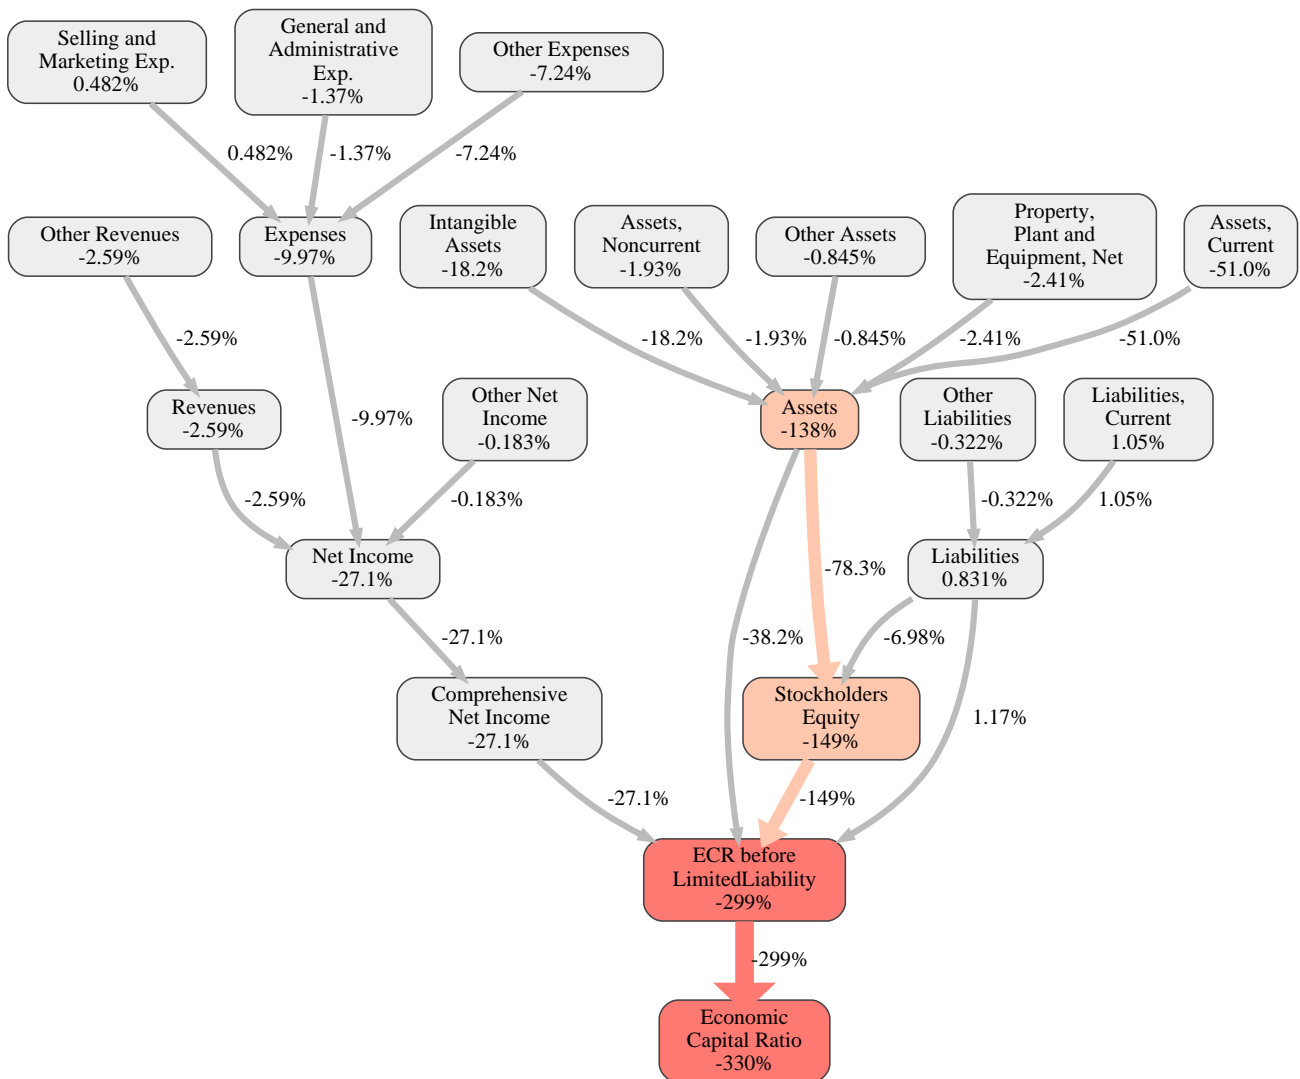 Selling and
Marketing Exp.
0.482%
General and
Administrative
Exp.
-1.37%
Other Expenses
-7.24%
0.482%
-1.37%
-7.24%
Other Revenues
-2.59%
Expenses
-9.97%
Intangible
Assets
-18.2%
Assets,
Noncurrent
-1.93%
Other Assets
-0.845%
Property,
Plant and
Equipment, Net
-2.41%
Assets,
Current
-51.0%
-2.59%
-18.2%
-1.93%
-0.845%
-2.41%
-51.0%
Revenues
-2.59%
-9.97%
Other Net
Income
-0.183%
Assets
-138%
Other
Liabilities
-0.322%
Liabilities,
Current
1.05%
-2.59%
-0.183%
-0.322%
1.05%
Net Income
-27.1%
-78.3%
Liabilities
0.831%
-27.1%
-38.2%
-6.98%
Comprehensive
Net Income
-27.1%
Stockholders
Equity
-149%
1.17%
-27.1%
-149%
ECR before
LimitedLiability
-299%
-299%
Economic
Capital Ratio
-330%